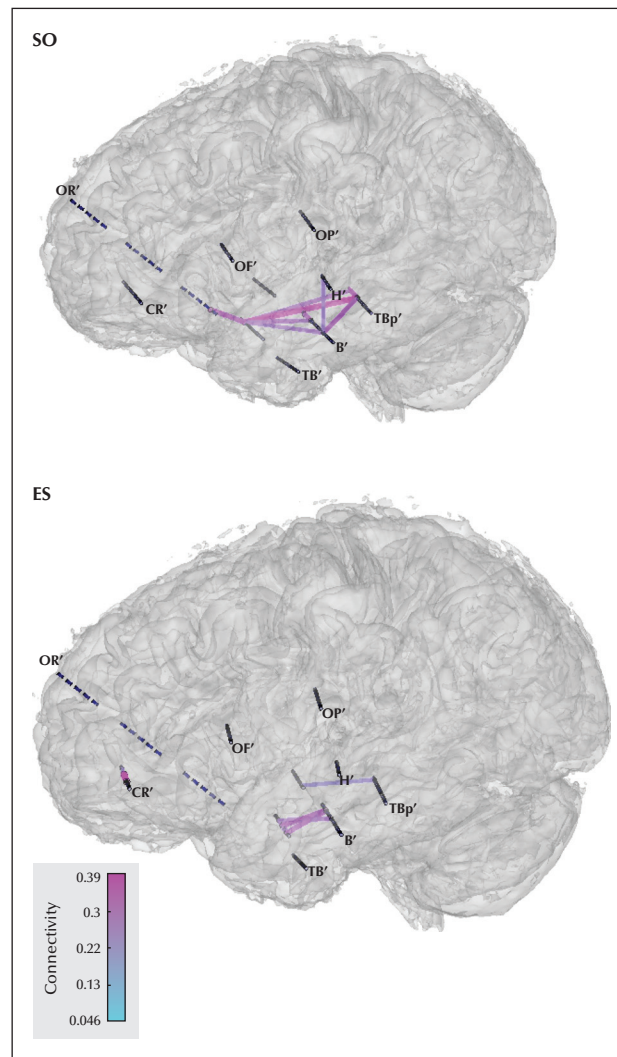 SO
OR′
OP′
OF′
H′
CR′
TBp′
B′
TB′
ES
OR′
OP′
OF′
H′
CR′
TBp′
B′
TB′
Connectivity
0.39
0.3
0.22
0.13
0.046